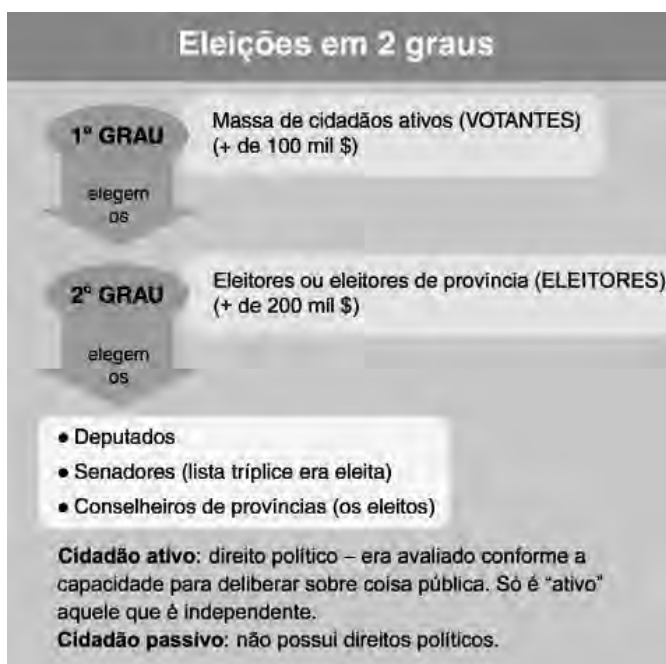 Eleições em 2 graus
1º GRAU
Massa de cidadãos ativos (VOTANTES)
(+ de 100 mil $)
elegem
os
2º GRAU
Eleitores ou eleitores de província (ELEITORES)
(+ de 200 mil $)
elegem
os
• Deputados
• Senadores (lista tríplice era eleita)
• Conselheiros de províncias (os eleitos)
Cidadão ativo: direito político – era avaliado conforme a
capacidade para deliberar sobre coisa pública. Só é “ativo”
aquele que é independente.
Cidadão passivo: não possui direitos políticos.